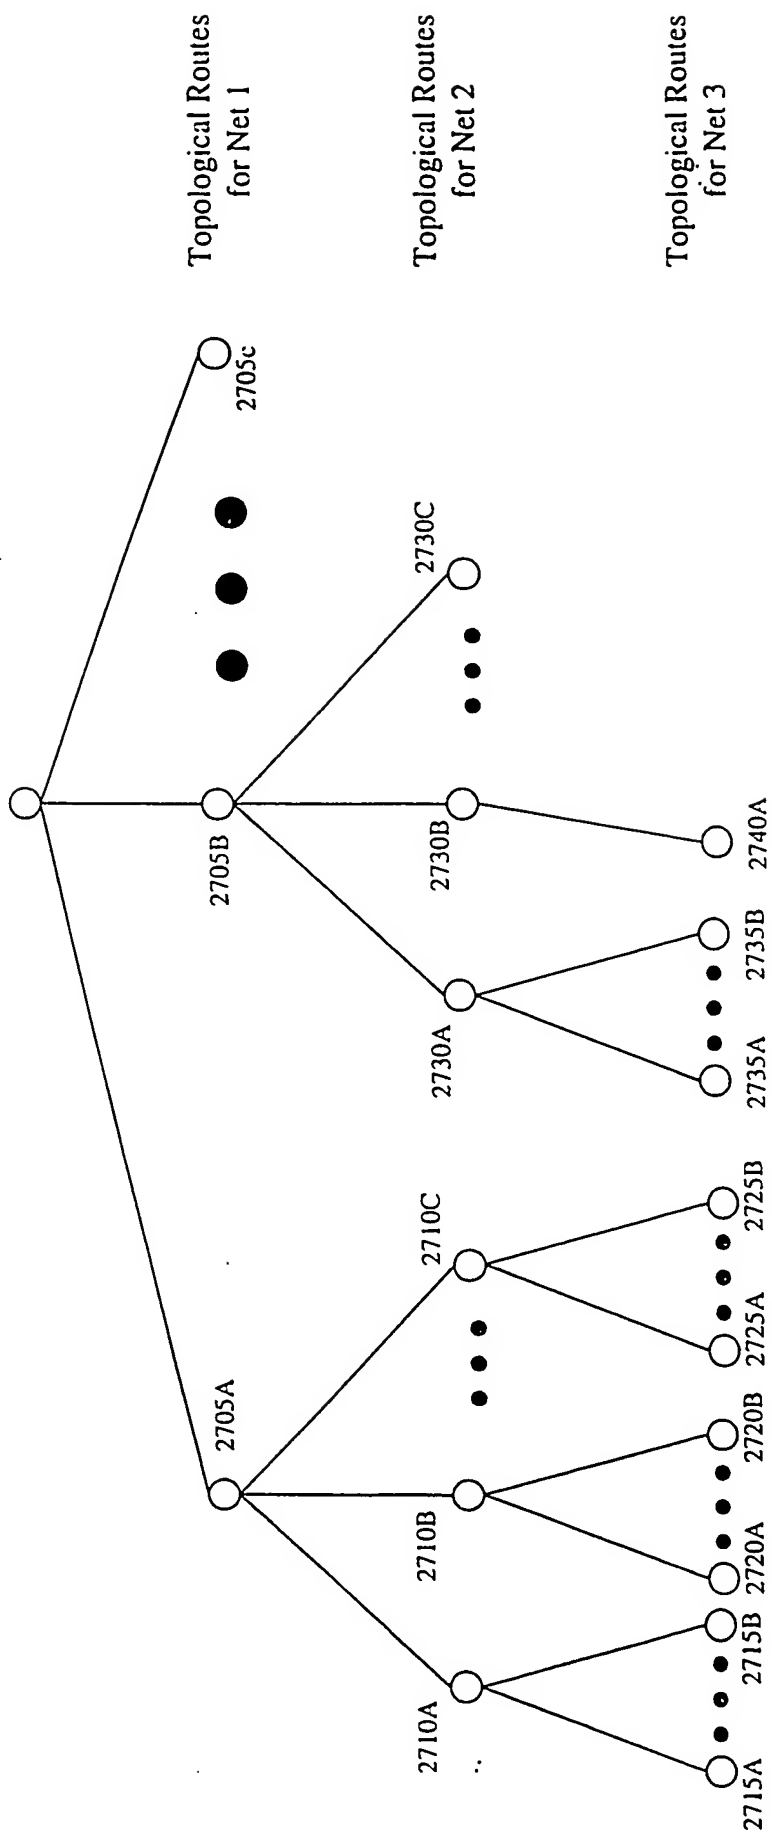 Topological Routes
for Net 1
2705A
2705B
2705c
Topological Routes
for Net 2
2710A
2710B
2710C
2730A
2730B
2730C
Topological Routes
for Net 3
2715A
2715B
2720A
2720B
2725A
2725B
2735A
2735B
2740A